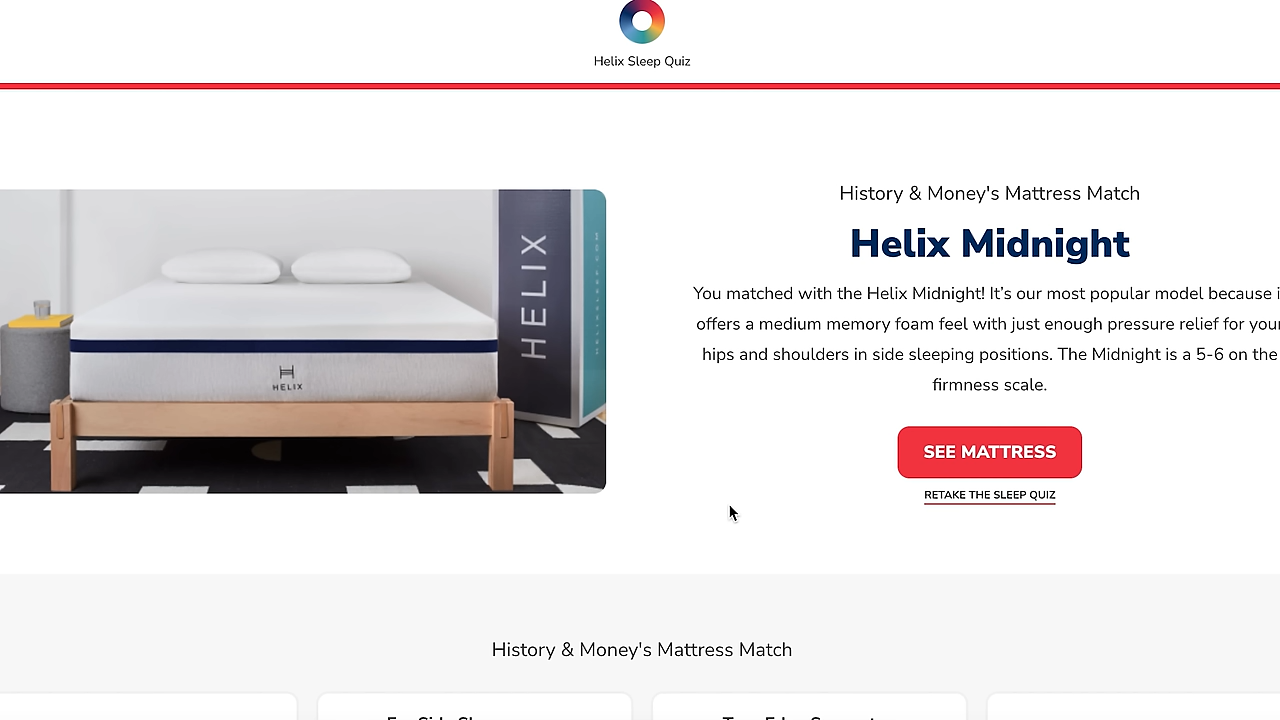 Helix Sleep Quiz
HELIX
History & Money's Mattress Match
Helix Midnight
You matched with the Helix Midnight! It's our most popular model because
offers a medium memory foam feel with just enough pressure relief for your
hips and shoulders in side sleeping positions. The Midnight is a 5-6 on the
firmness scale.
HELIX
SEE MATTRESS
RETAKE THE SLEEP QUIZ
History & Money's Mattress Match